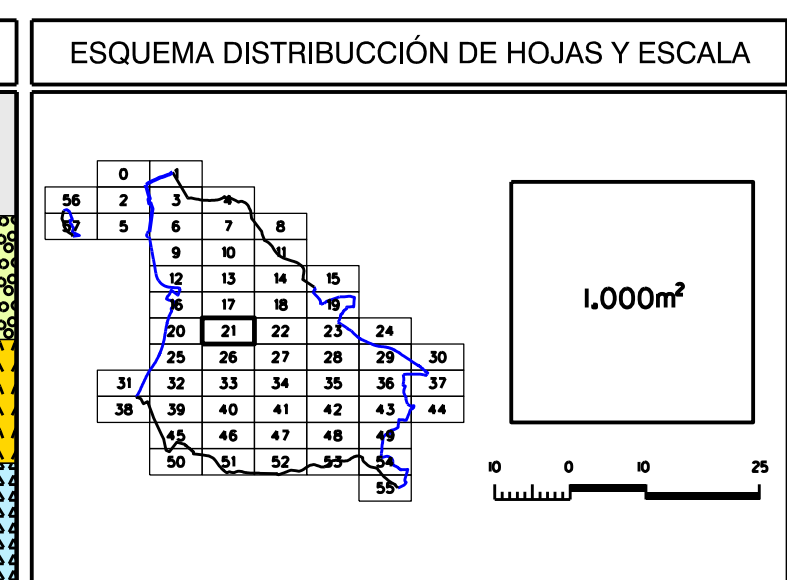 ESQUEMA DISTRIBUCCIÓN DE HOJAS Y ESCALA
0 1
56 2 3 4
57 5 6 7 8
9 10 11
12 13 14 15
16 17 18 19
20 21 22 23 24
25 26 27 28 29 30
31 32 33 34 35 36 37
38 39 40 41 42 43 44
45 46 47 48 49
50 51 52 53 54
55
1.000m²
10 0 10 25